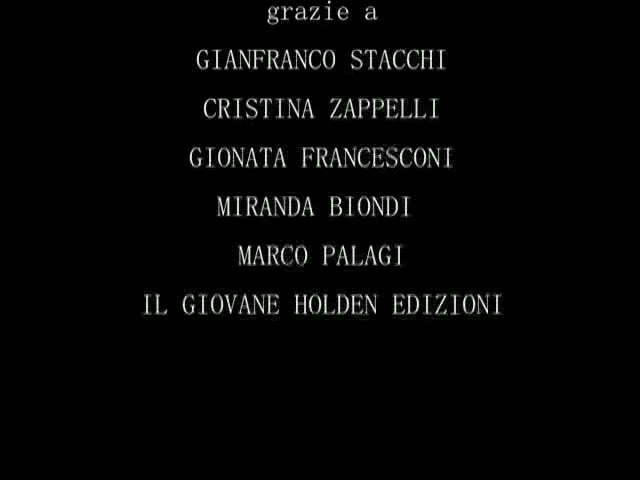 grazie a
GIANFRANCO STACCHI
CRISTINA ZAPPELLI
GIONATA FRANCESCONI
MIRANDA BIONDI
MARCO PALAGI
IL GIOVANE HOLDEN EDIZIONI